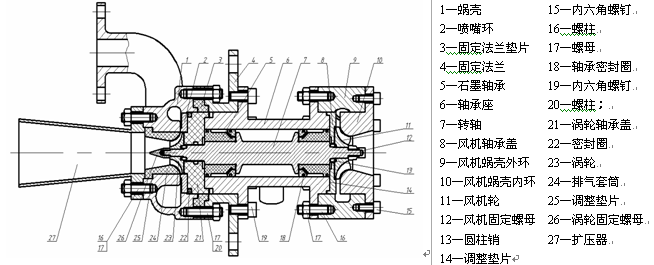 1 2 3 4 5 6 7 8 9 10
11
12
13
14
15
27 16 26 25 24 23 22 21 17 19 18 17 16
17 20
1—蜗壳
2—喷嘴环
3—固定法兰垫片
4—固定法兰
5—石墨轴承
6—轴承座
7—转轴
8—风机轴承盖
9—风机蜗壳外环
10—风机蜗壳内环
11—风机轮
12—风机固定螺母
13—圆柱销
14—调整垫片
15—内六角螺钉
16—螺柱
17—螺母
18—轴承密封圈
19—内六角螺钉
20—螺柱；
21—涡轮轴承盖
22—密封圈
23—涡轮
24—排气套筒
25—调整垫片
26—涡轮固定螺母
27—扩压器